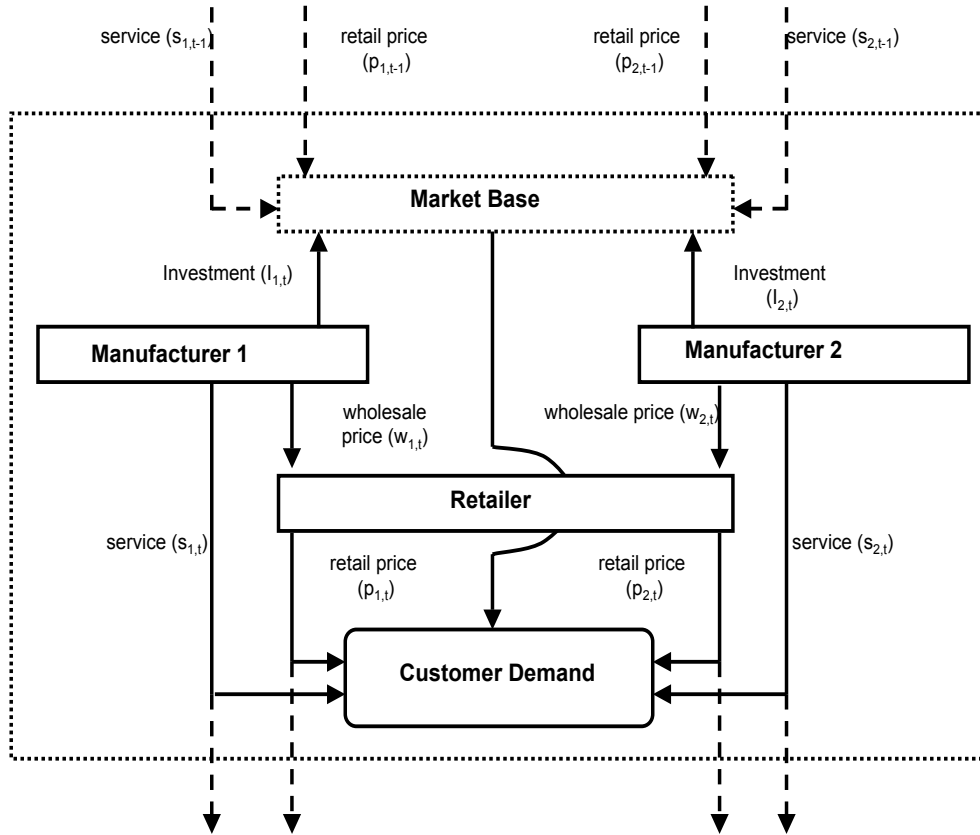 service (s1,t-1)
retail price
(p1,t-1)
retail price
(p2,t-1)
service (s2,t-1)
Market Base
Investment (I1,t)
Investment
(I2,t)
Manufacturer 1
Manufacturer 2
wholesale
price (w1,t)
wholesale price (w2,t)
Retailer
service (s1,t)
retail price
(p1,t)
retail price
(p2,t)
service (s2,t)
Customer Demand